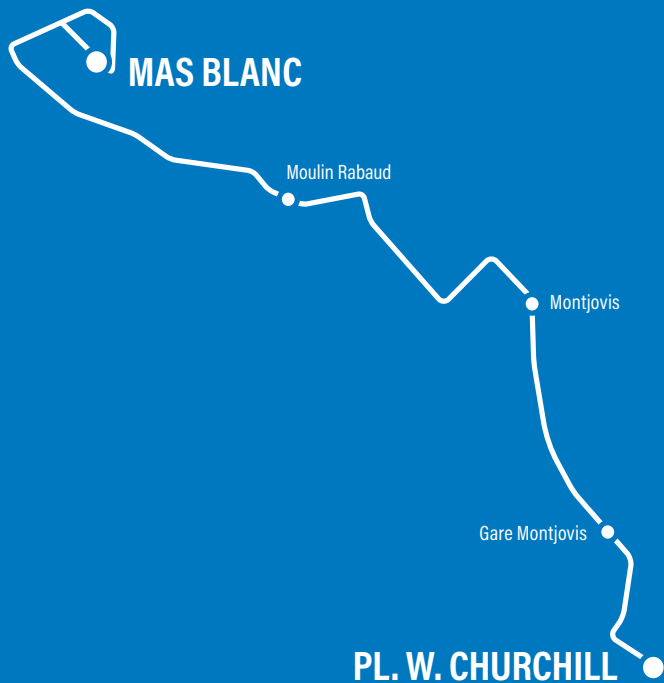 MAS BLANC
Moulin Rabaud
Montjovis
Gare Montjovis
PL. W. CHURCHILL